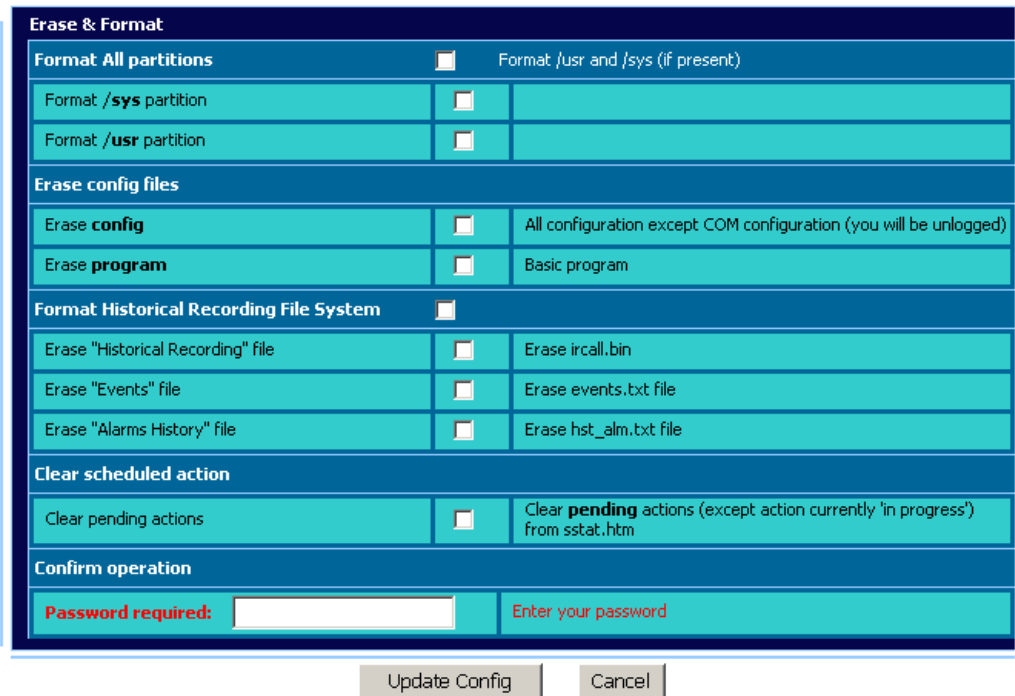 Erase & Format
Format All partitions Format /usr and /sys (if present)
Format /sys partition
Format /usr partition
Erase config files
Erase config All configuration except COM configuration (you will be unlogged)
Erase program Basic program
Format Historical Recording File System
Erase "Historical Recording" file Erase ircall.bin
Erase "Events" file Erase events.txt file
Erase "Alarms History" file Erase hst_alm.txt file
Clear scheduled action
Clear pending actions Clear pending actions (except action currently 'in progress')
from sstat.htm
Confirm operation
Password required: Enter your password
Update Config Cancel